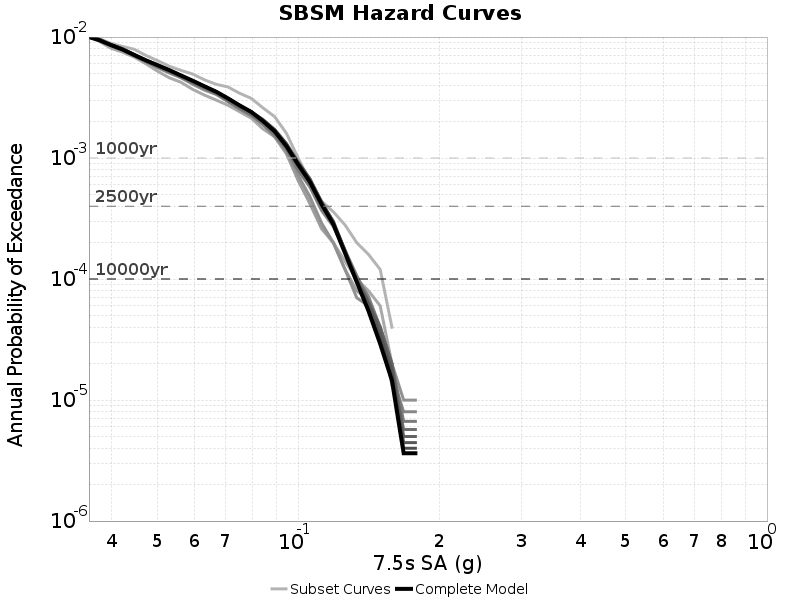 SBSM Hazard Curves
Annual Probability of Exceedance
10-2
10-3
10-4
10-5
10-6
1000yr
2500yr
10000yr
4 5 6 7 10-1 2 3 4 5 6 7 8 100
7.5s SA (g)
Subset Curves Complete Model